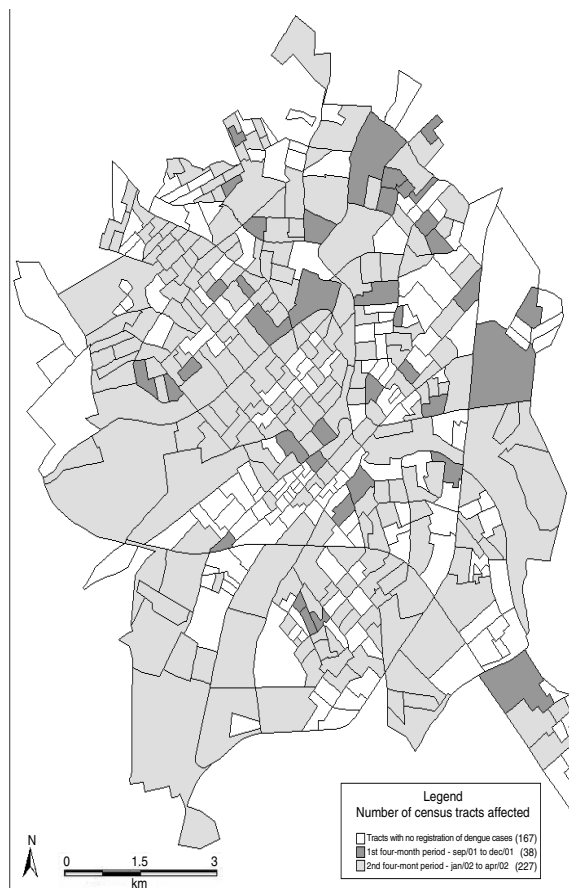 Legend
Number of census tracts affected
Tracts with no registration of dengue cases (167)
1st four-month period - sep/01 to dec/01 (38)
2nd four-mont period - jan/02 to apr/02 (227)
N
0 1.5 3
km